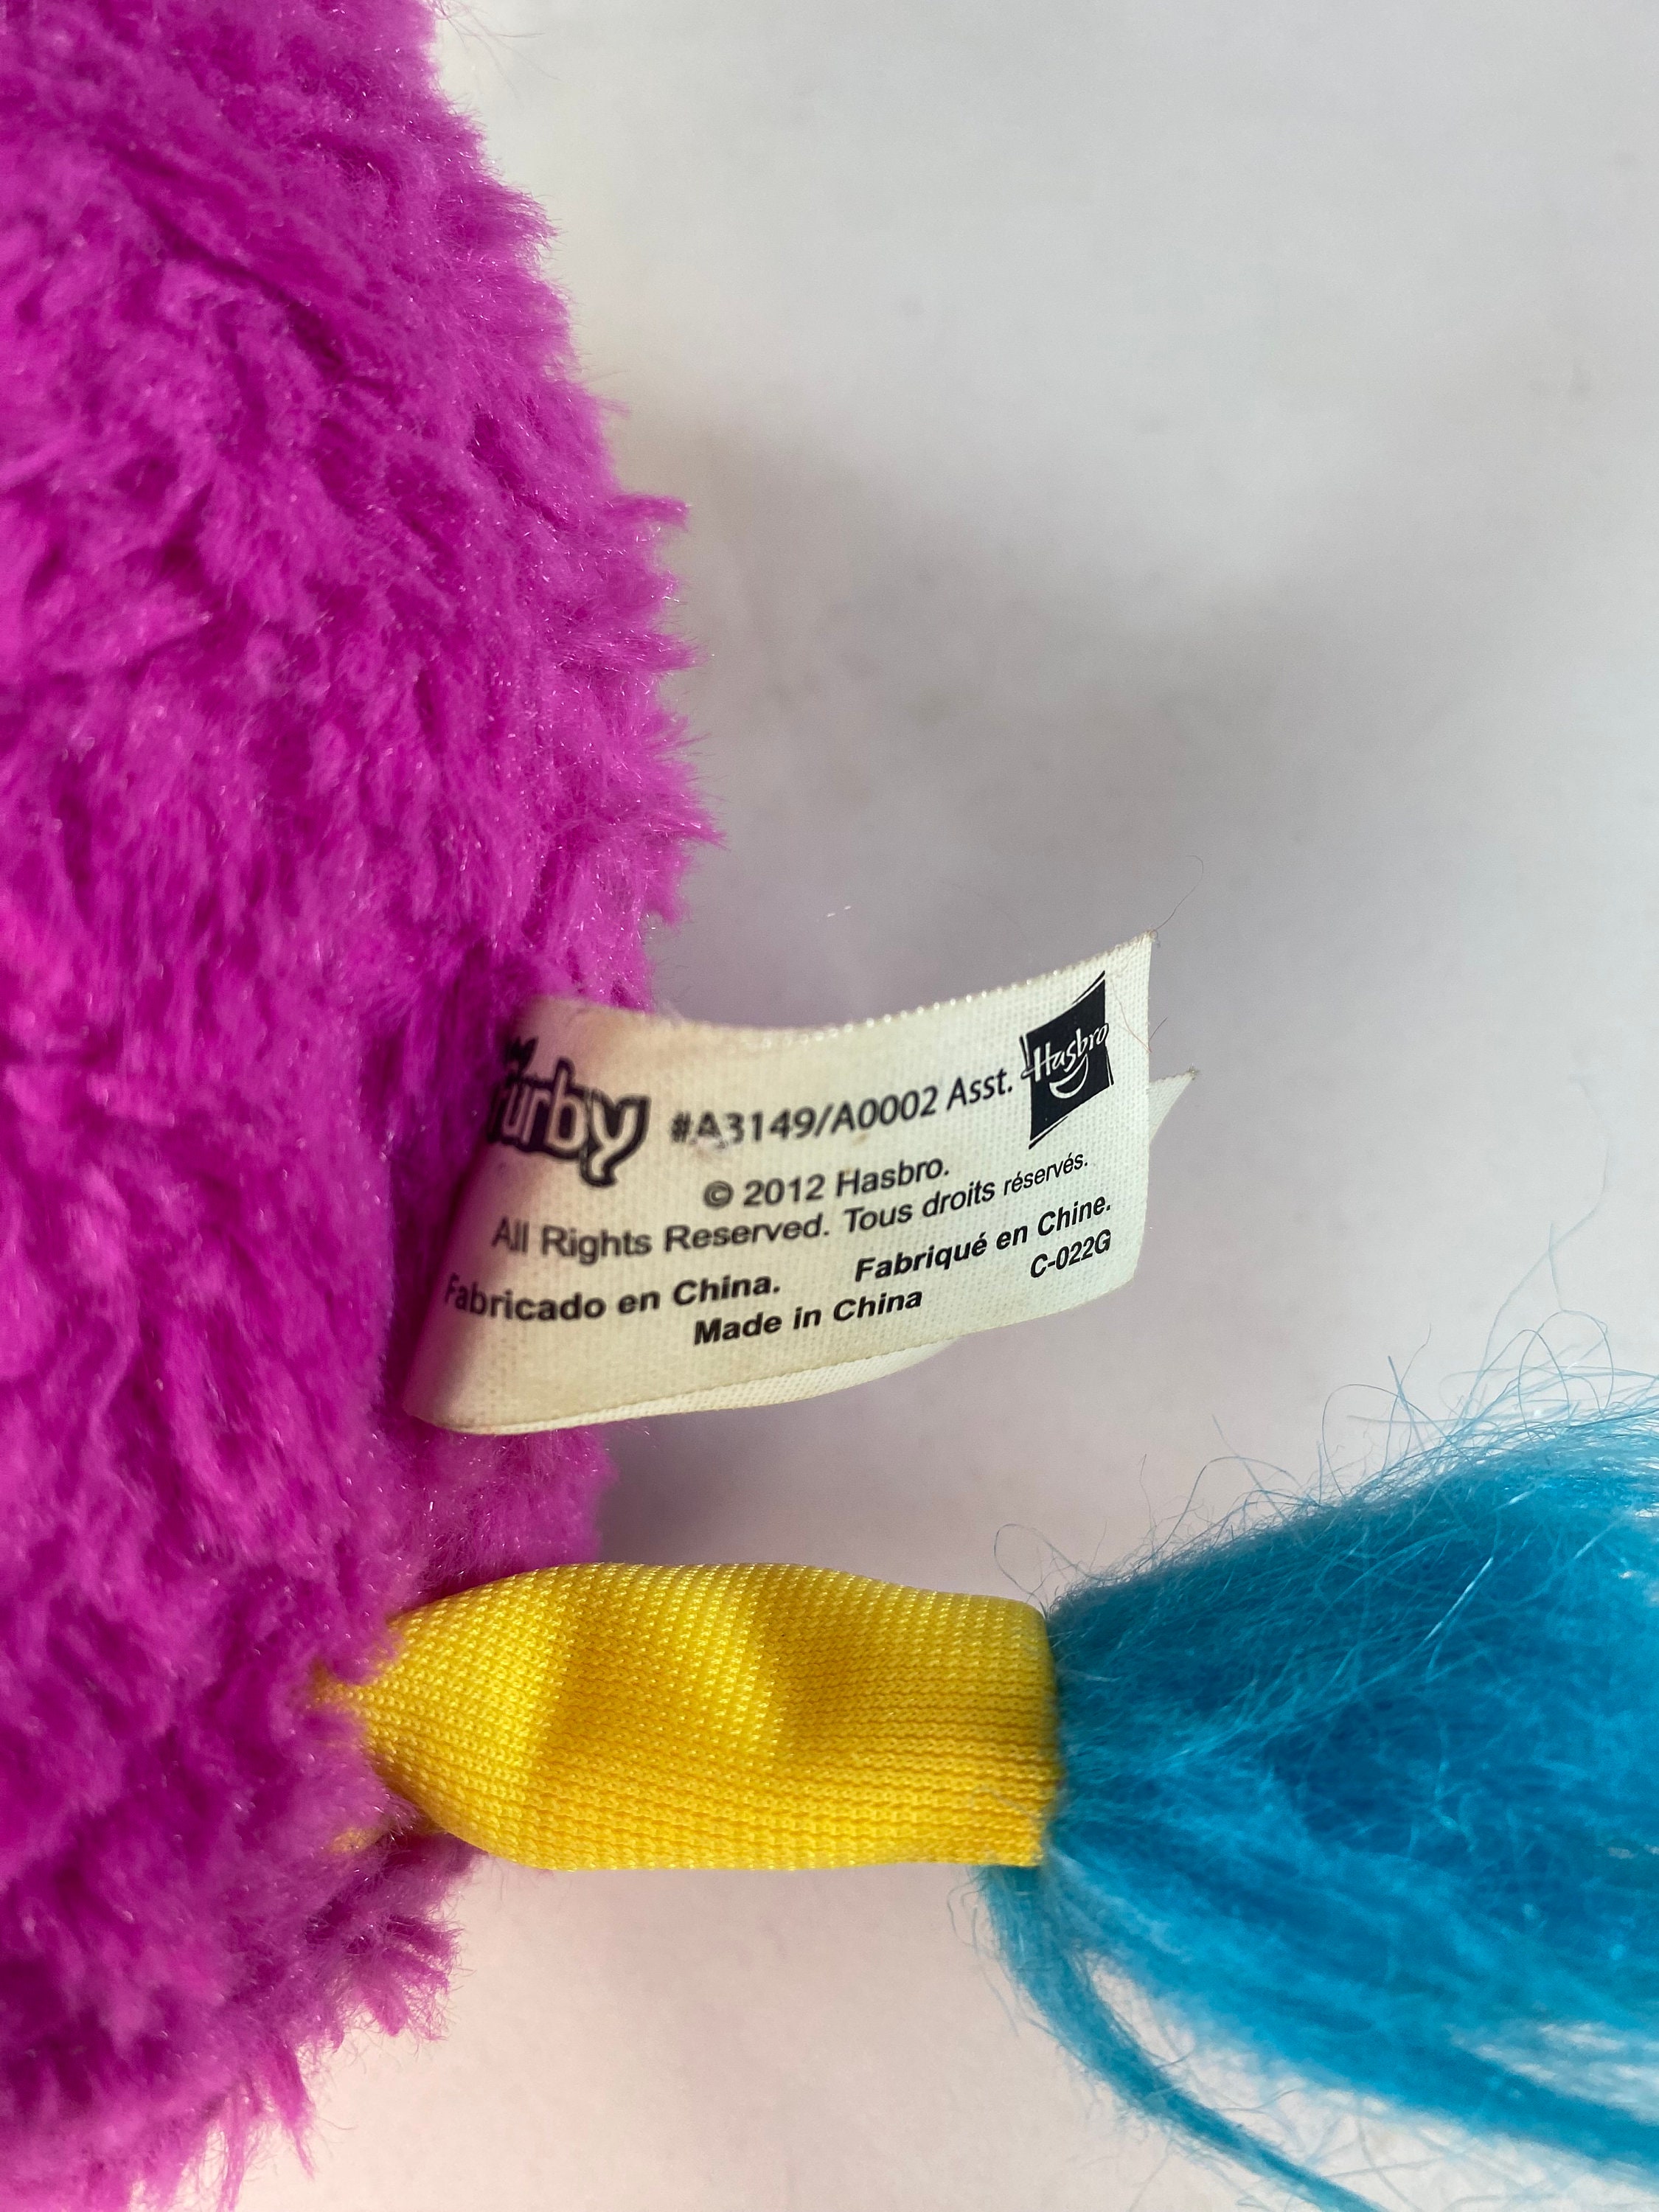 Furby #A3149/A0002 Asst. Hasbro
© 2012 Hasbro.
All Rights Reserved. Tous droits réservés.
Fabricado en China. Fabriqué en Chine.
Made in China C-022G